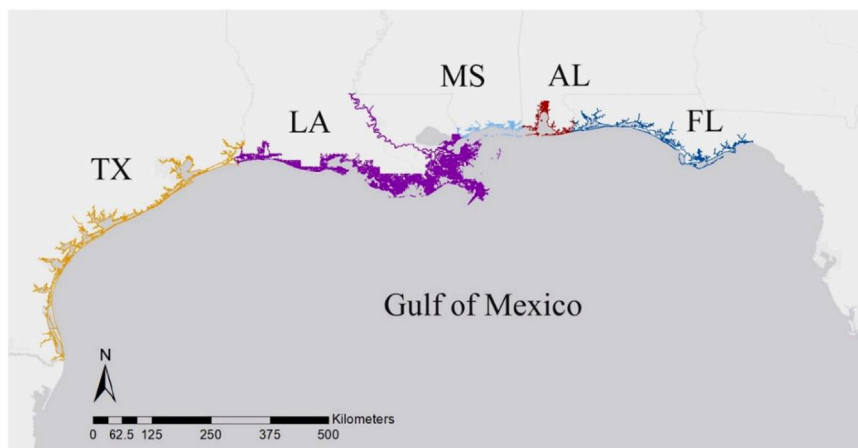 MS
AL
LA
FL
TX
Gulf of Mexico
N
Kilometers
0 62.5 125 250 375 500